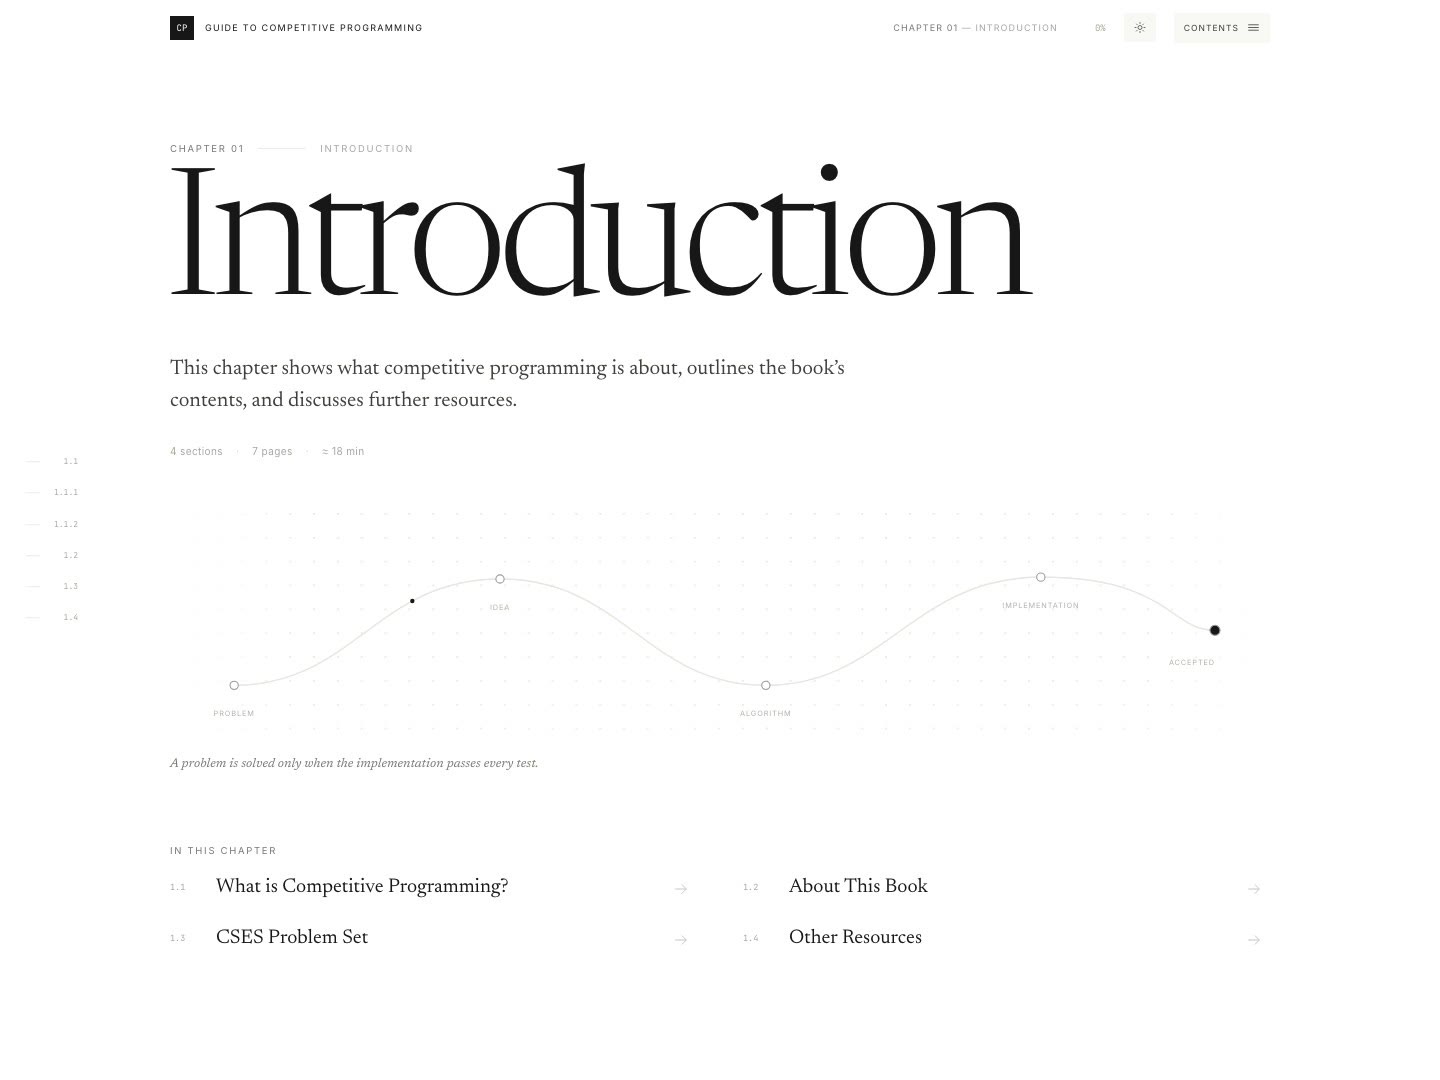 CP GUIDE TO COMPETITIVE PROGRAMMING
CHAPTER 01 — INTRODUCTION
0%
CONTENTS
CHAPTER 01 INTRODUCTION
Introduction
This chapter shows what competitive programming is about, outlines the book’s
contents, and discusses further resources.
4 sections · 7 pages · ≈ 18 min
1.1
1.1.1
1.1.2
1.2
1.3
1.4
IDEA
IMPLEMENTATION
ACCEPTED
PROBLEM
ALGORITHM
A problem is solved only when the implementation passes every test.
IN THIS CHAPTER
1.1 What is Competitive Programming? →
1.2 About This Book →
1.3 CSES Problem Set →
1.4 Other Resources →